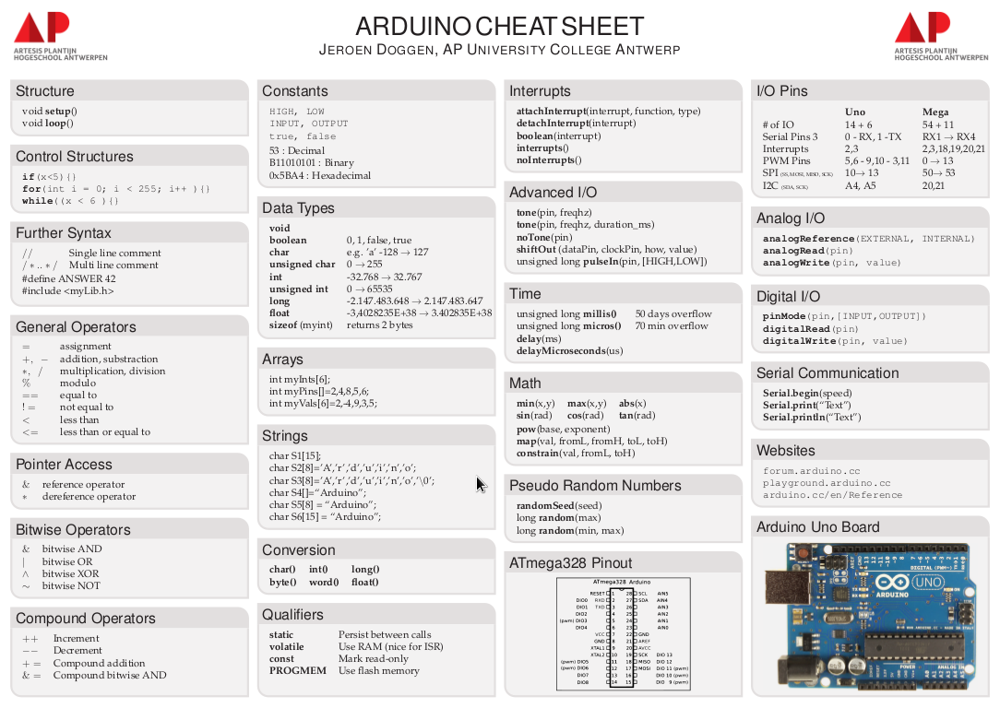 AP
ARTESIS PLANTIJN
HOGESCHOOL ANTWERPEN
ARDUINO CHEAT SHEET
JEROEN DOGGEN, AP UNIVERSITY COLLEGE ANTWERP
AP
ARTESIS PLANTIJN
HOGESCHOOL ANTWERPEN
Structure
void setup()
void loop()
Control Structures
if(x<5){}
for(int i = 0; i < 255; i++ ){}
while((x < 6 ){}
Further Syntax
// Single line comment
/*..*/ Multi line comment
#define ANSWER 42
#include <myLib.h>
General Operators
= assignment
+, − addition, substraction
*, / multiplication, division
% modulo
== equal to
!= not equal to
< less than
<= less than or equal to
Pointer Access
& reference operator
* dereference operator
Bitwise Operators
& bitwise AND
| bitwise OR
∧ bitwise XOR
∼ bitwise NOT
Compound Operators
++ Increment
−− Decrement
+ = Compound addition
& = Compound bitwise AND
Constants
HIGH, LOW
INPUT, OUTPUT
true, false
53 : Decimal
B11010101 : Binary
0x5BA4 : Hexadecimal
Data Types
void
boolean 0, 1, false, true
char e.g. ‘a’ -128 → 127
unsigned char 0 → 255
int -32.768 → 32.767
unsigned int 0 → 65535
long -2.147.483.648 → 2.147.483.647
float -3,4028235E+38 → 3.402835E+38
sizeof (myint) returns 2 bytes
Arrays
int myInts[6];
int myPins[]=2,4,8,5,6;
int myVals[6]=2,-4,9,3,5;
Strings
char S1[15];
char S2[8]=’A’,’r’,’d’,’u’,’i’,’n’,’o’;
char S3[8]=’A’,’r’,’d’,’u’,’i’,’n’,’o’,’\0’;
char S4[]=“Arduino”;
char S5[8] = “Arduino”;
char S6[15] = “Arduino”;
Conversion
char() int() long()
byte() word() float()
Qualifiers
static Persist between calls
volatile Use RAM (nice for ISR)
const Mark read-only
PROGMEM Use flash memory
Interrupts
attachInterrupt(interrupt, function, type)
detachInterrupt(interrupt)
boolean(interrupt)
interrupts()
noInterrupts()
Advanced I/O
tone(pin, freqhz)
tone(pin, freqhz, duration_ms)
noTone(pin)
shiftOut (dataPin, clockPin, how, value)
unsigned long pulseIn(pin, [HIGH,LOW])
Time
unsigned long millis() 50 days overflow
unsigned long micros() 70 min overflow
delay(ms)
delayMicroseconds(us)
Math
min(x,y) max(x,y) abs(x)
sin(rad) cos(rad) tan(rad)
pow(base, exponent)
map(val, fromL, fromH, toL, toH)
constrain(val, fromL, toH)
Pseudo Random Numbers
randomSeed(seed)
long random(max)
long random(min, max)
ATmega328 Pinout
ATmega328 Arduino
RESET 1 28 SCL AIN5
DIO0 RXD 2 27 SDA AIN4
DIO1 TXD 3 26 AIN3
DIO2 4 25 AIN2
(pwm) DIO3 5 24 AIN1
DIO4 6 23 AIN0
VCC 7 22 GND
GND 8 21 AREF
XTAL1 9 20 AVCC
XTAL2 10 19 SCK DIO 13
(pwm) DIO5 11 18 MISO DIO 12
(pwm) DIO6 12 17 MOSI DIO 11 (pwm)
DIO7 13 16 DIO 10 (pwm)
DIO8 14 15 DIO 9 (pwm)
I/O Pins
Uno Mega
# of IO 14 + 6 54 + 11
Serial Pins 3 0 - RX, 1 -TX RX1 → RX4
Interrupts 2,3 2,3,18,19,20,21
PWM Pins 5,6 - 9,10 - 3,11 0 → 13
SPI (SS, MOSI, MISO, SCK) 10→ 13 50→ 53
I2C (SDA, SCK) A4, A5 20,21
Analog I/O
analogReference(EXTERNAL, INTERNAL)
analogRead(pin)
analogWrite(pin, value)
Digital I/O
pinMode(pin,[INPUT,OUTPUT])
digitalRead(pin)
digitalWrite(pin, value)
Serial Communication
Serial.begin(speed)
Serial.print(“Text”)
Serial.println(“Text”)
Websites
forum.arduino.cc
playground.arduino.cc
arduino.cc/en/Reference
Arduino Uno Board
UNO
ARDUINO
POWER
ANALOG IN